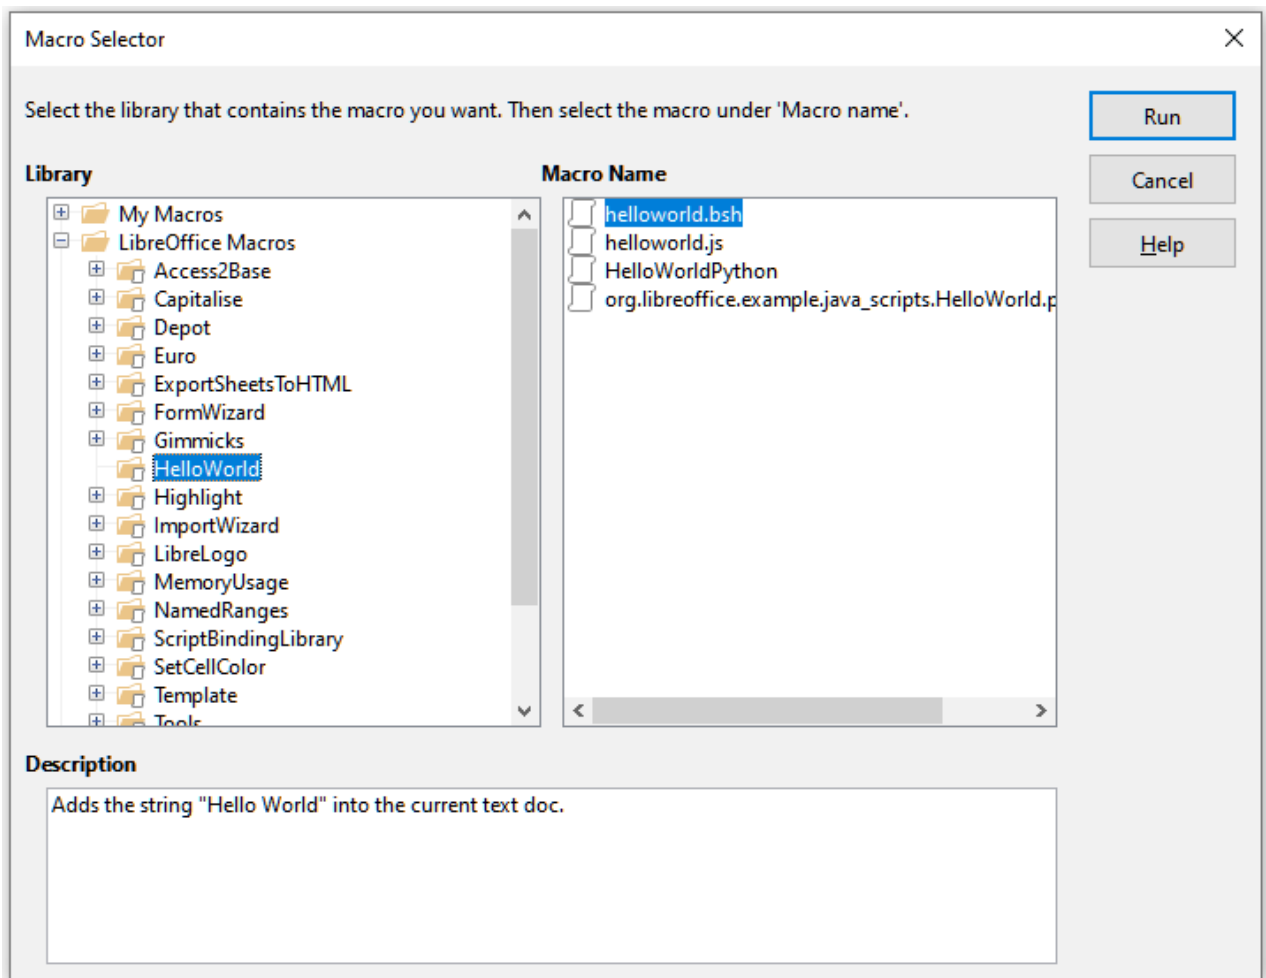 Macro Selector
Select the library that contains the macro you want. Then select the macro under 'Macro name'.
Run
Cancel
Help
Library
My Macros
LibreOffice Macros
Access2Base
Capitalise
Depot
Euro
ExportSheetsToHTML
FormWizard
Gimmicks
HelloWorld
Highlight
ImportWizard
LibreLogo
MemoryUsage
NamedRanges
ScriptBindingLibrary
SetCellColor
Template
Tools
Macro Name
helloworld.bsh
helloworld.js
HelloWorldPython
org.libreoffice.example.java_scripts.HelloWorld.p
Description
Adds the string "Hello World" into the current text doc.